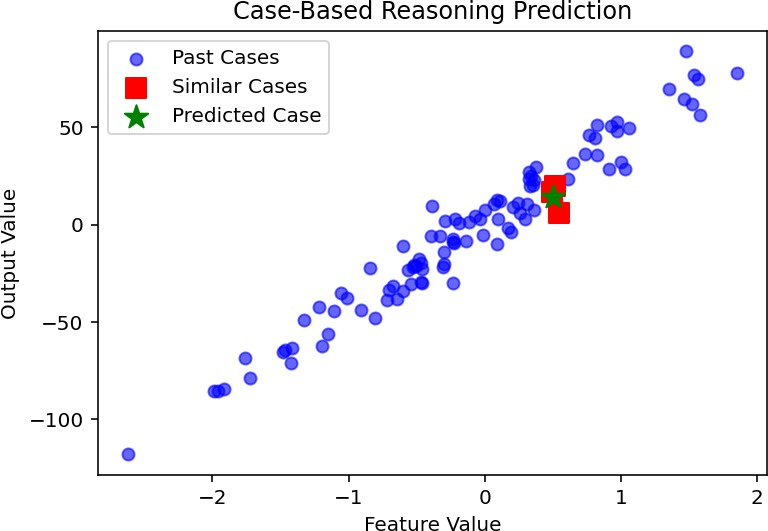 Case-Based Reasoning Prediction
Past Cases
Similar Cases
Predicted Case
Output Value
50
0
−50
−100
−2
−1
0
1
2
Feature Value